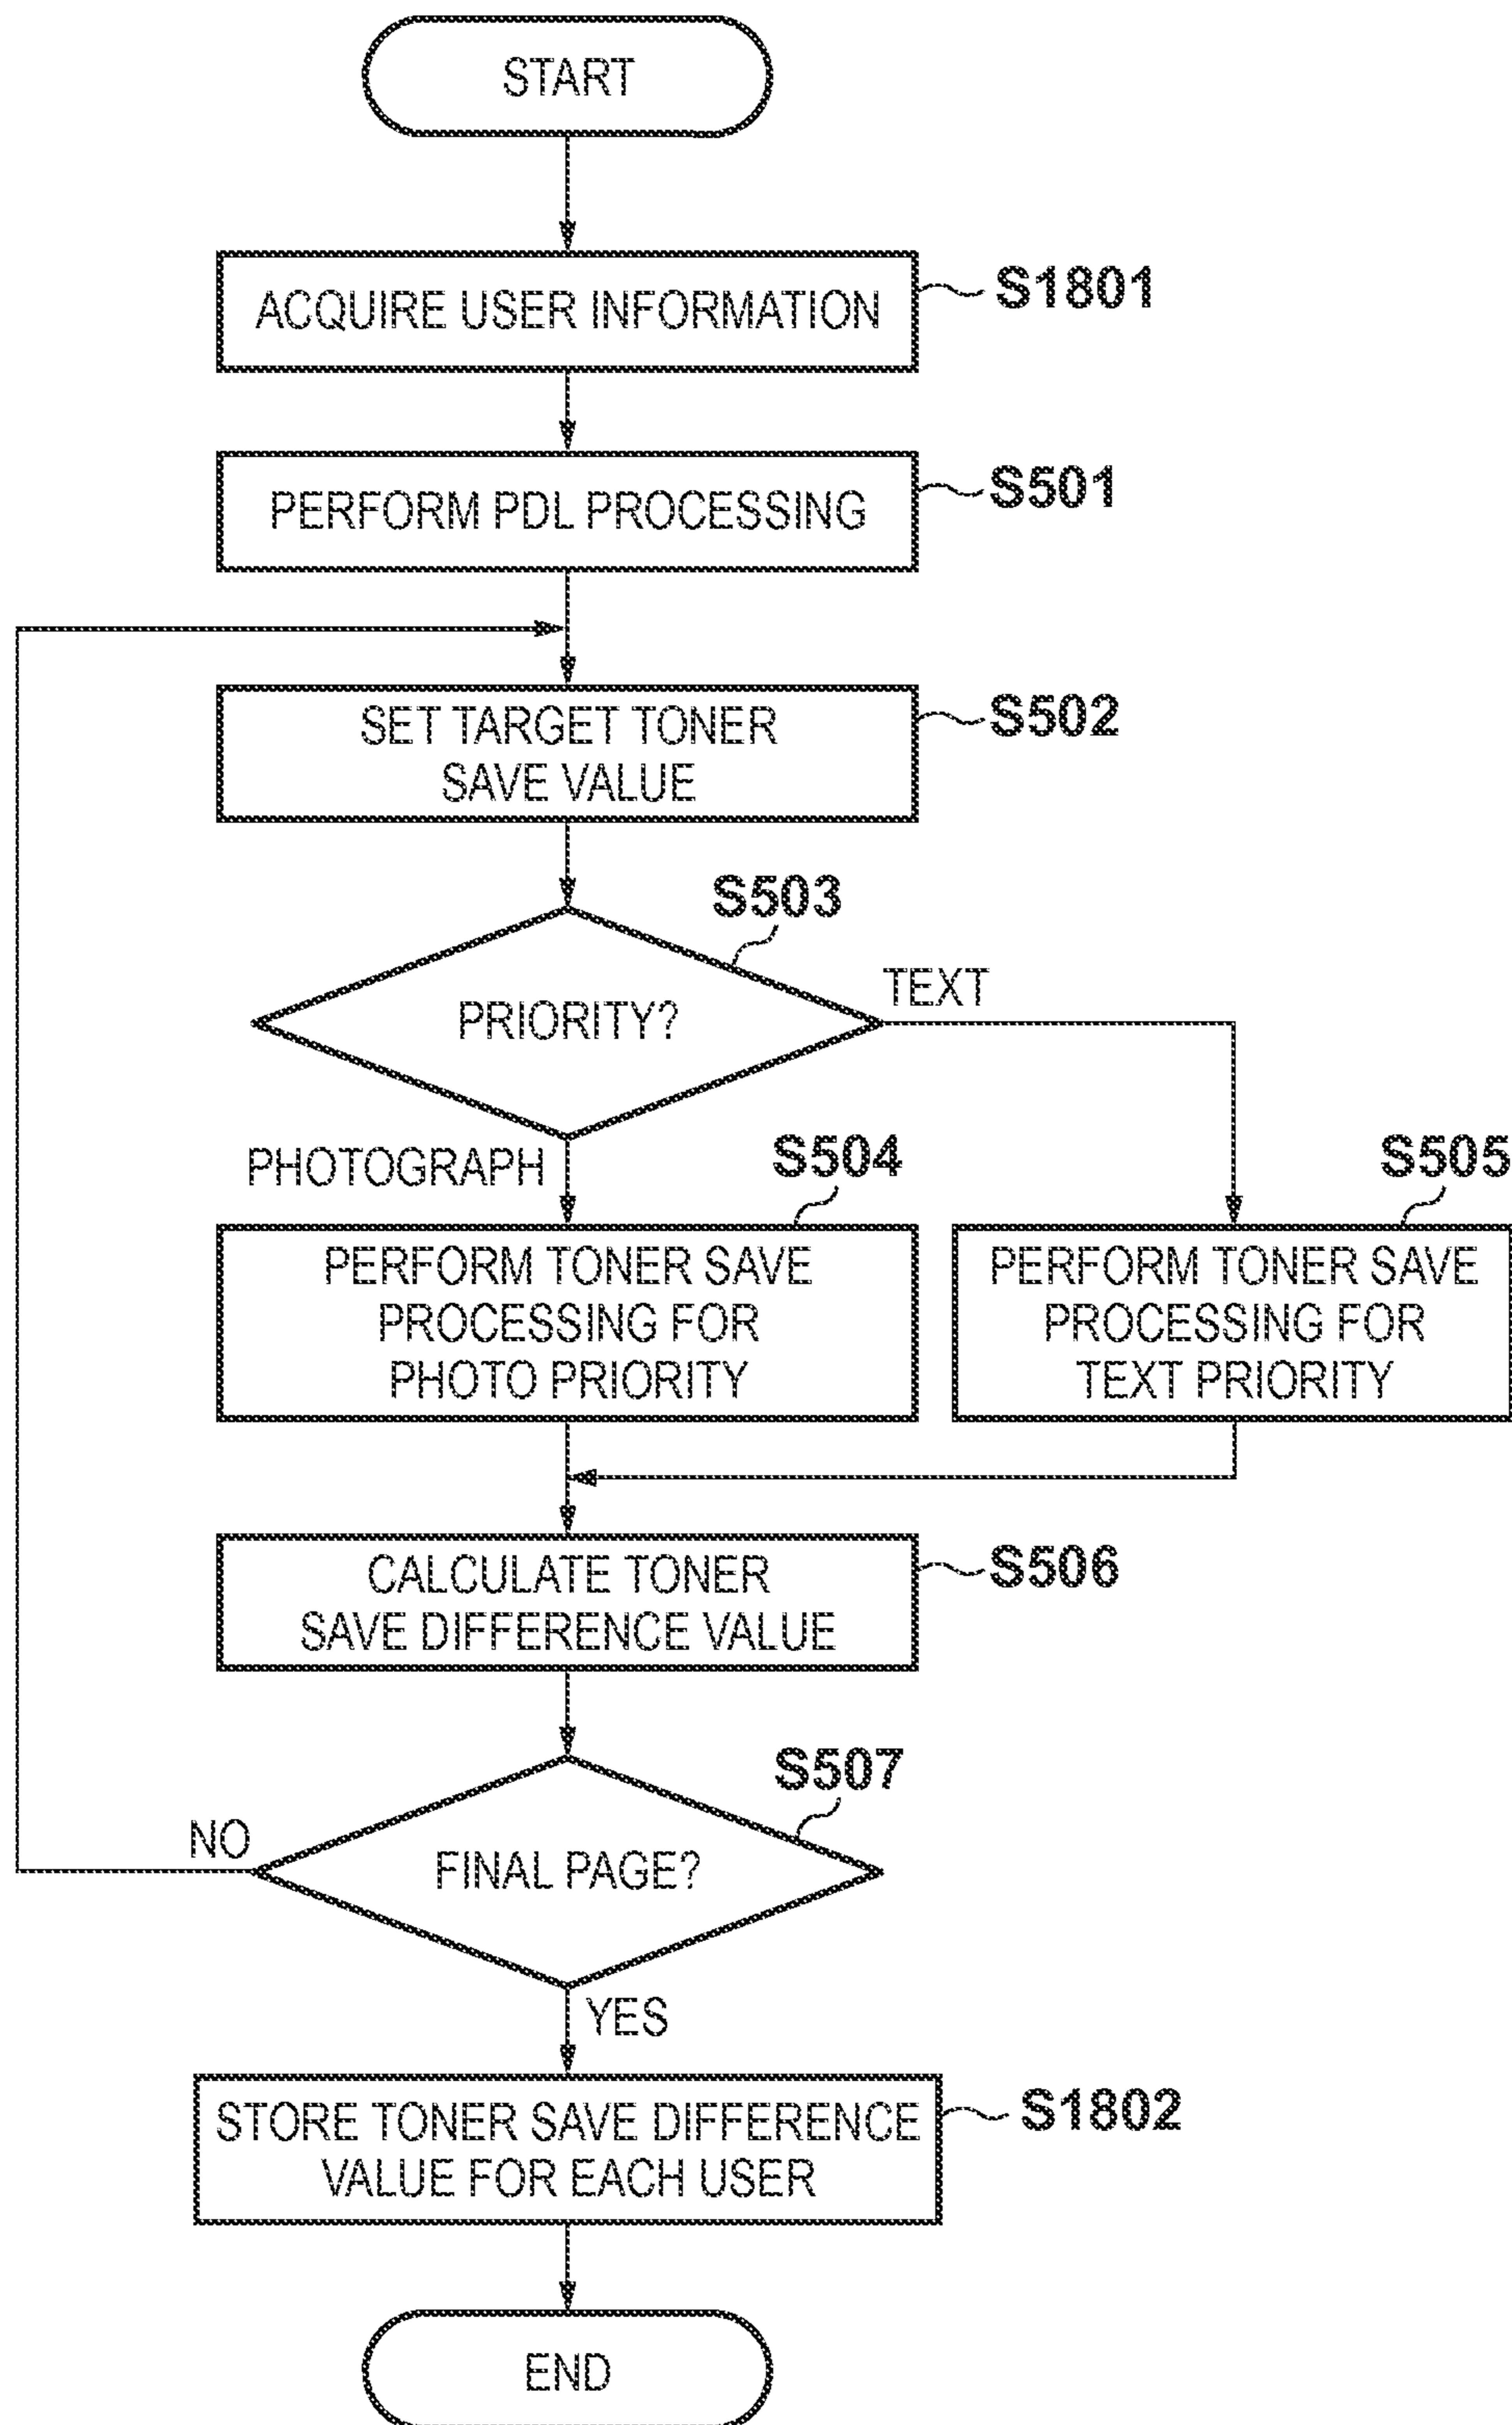 START
ACQUIRE USER INFORMATION
S1801
PERFORM PDL PROCESSING
S501
SET TARGET TONER
SAVE VALUE
S502
S503
PRIORITY?
TEXT
PHOTOGRAPH
S504
S505
PERFORM TONER SAVE
PROCESSING FOR
PHOTO PRIORITY
PERFORM TONER SAVE
PROCESSING FOR
TEXT PRIORITY
CALCULATE TONER
SAVE DIFFERENCE VALUE
S506
S507
NO
FINAL PAGE?
YES
STORE TONER SAVE DIFFERENCE
VALUE FOR EACH USER
S1802
END